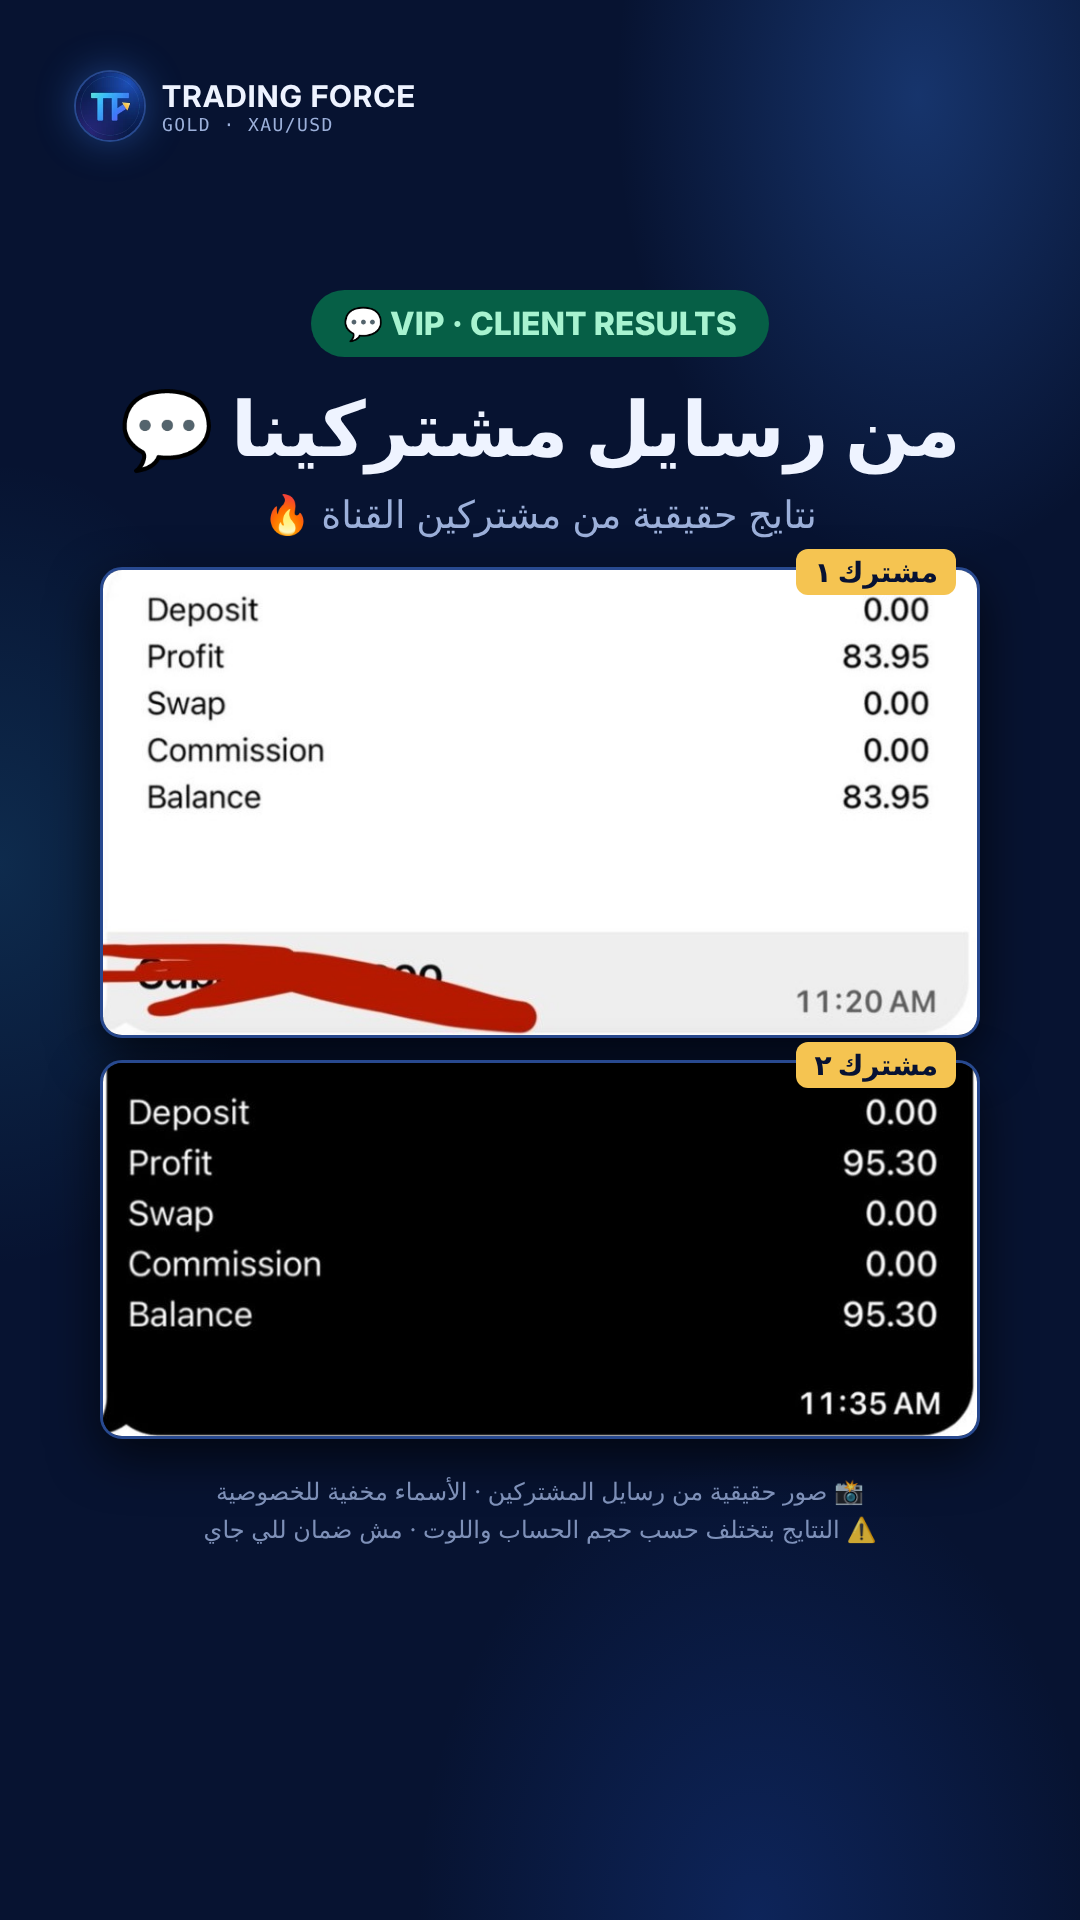 TRADING FORCE
GOLD · XAU/USD
💬 VIP · CLIENT RESULTS
من رسايل مشتركينا 💬
نتايج حقيقية من مشتركين القناة 🔥
مشترك ١
Deposit 0.00
Profit 83.95
Swap 0.00
Commission 0.00
Balance 83.95
11:20 AM
مشترك ٢
Deposit 0.00
Profit 95.30
Swap 0.00
Commission 0.00
Balance 95.30
11:35 AM
📸 صور حقيقية من رسايل المشتركين · الأسماء مخفية للخصوصية
⚠️ النتايج بتختلف حسب حجم الحساب واللوت · مش ضمان للي جاي